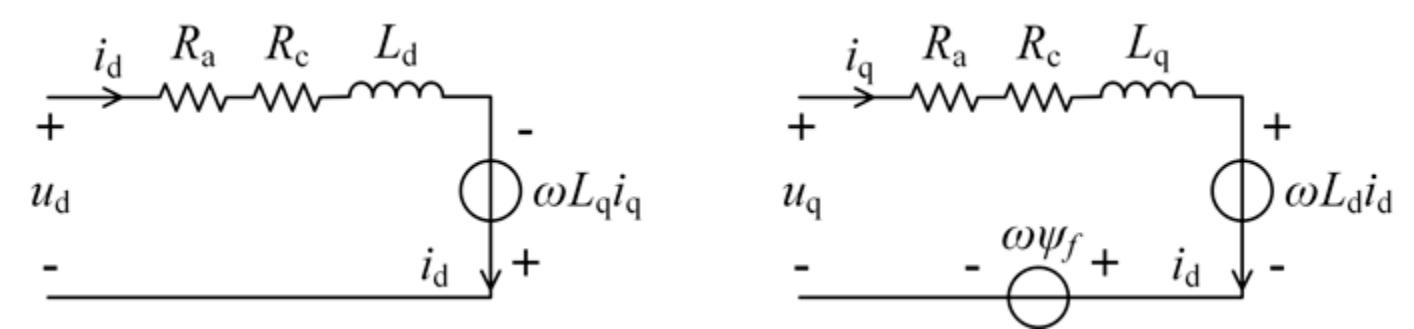 i_d R_a R_c L_d
+ -
u_d ωL_q i_q
- i_d +
i_q R_a R_c L_q
+ +
u_q ωL_d i_d
ωψ_f
- - + i_d -